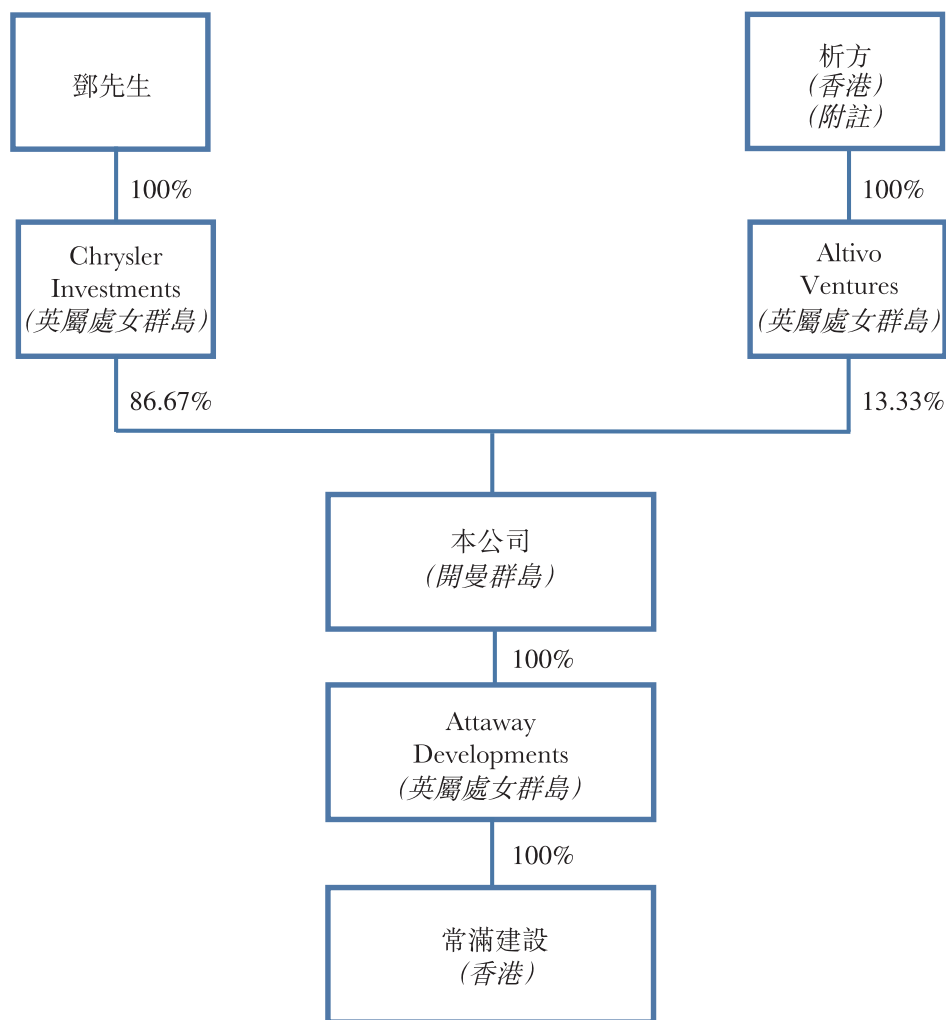 鄧先生
析方
(香港)
(附註)
100%
100%
Chrysler
Investments
(英屬處女群島)
Altivo
Ventures
(英屬處女群島)
86.67%
13.33%
本公司
(開曼群島)
100%
Attaway
Developments
(英屬處女群島)
100%
常滿建設
(香港)